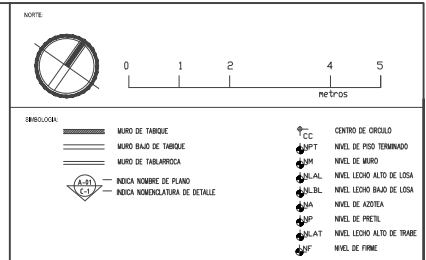 NORTE:
0 1 2 4 5
metros
SIMBOLOGIA:
MURO DE TABIQUE
MURO BAJO DE TABIQUE
MURO DE TABLARROCA
A-01 INDICA NOMBRE DE PLANO
C-1 INDICA NOMENCLATURA DE DETALLE
CC CENTRO DE CIRCULO
NPT NIVEL DE PISO TERMINADO
NM NIVEL DE MURO
NLAL NIVEL LECHO ALTO DE LOSA
NLBL NIVEL LECHO BAJO DE LOSA
NA NIVEL DE AZOTEA
NP NIVEL DE PRETIL
NLAT NIVEL LECHO ALTO DE TRABE
NF NIVEL DE FIRME